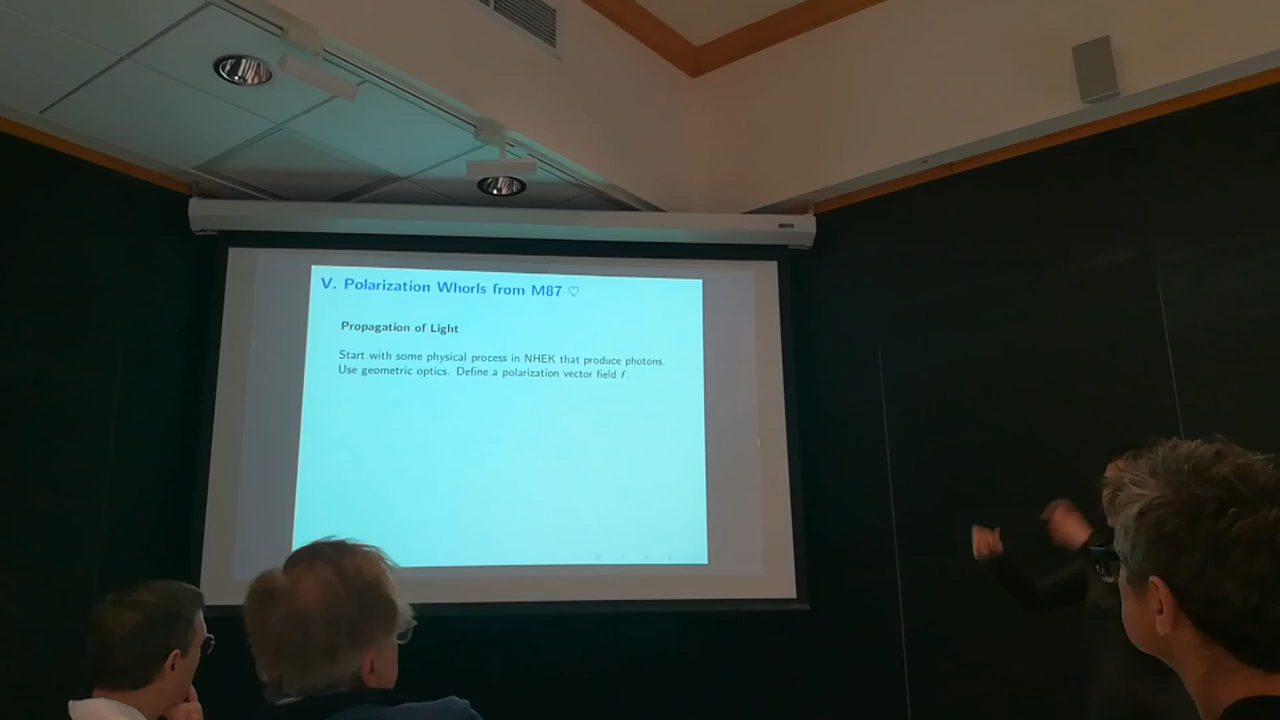 V. Polarization Whorls from M87 ♡
Propagation of Light
Start with some physical process in NHEK that produce photons.
Use geometric optics. Define a polarization vector field f.